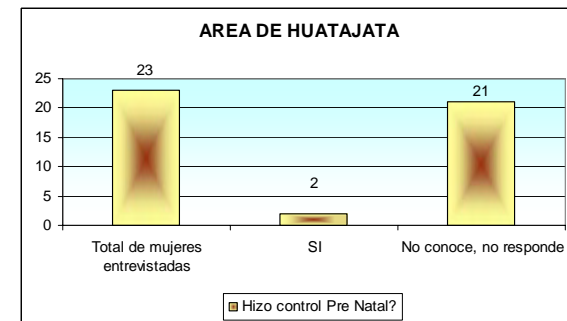 AREA DE HUATAJATA
25
20
15
10
5
0
23
2
21
Total de mujeres
entrevistadas
SI
No conoce, no responde
Hizo control Pre Natal?